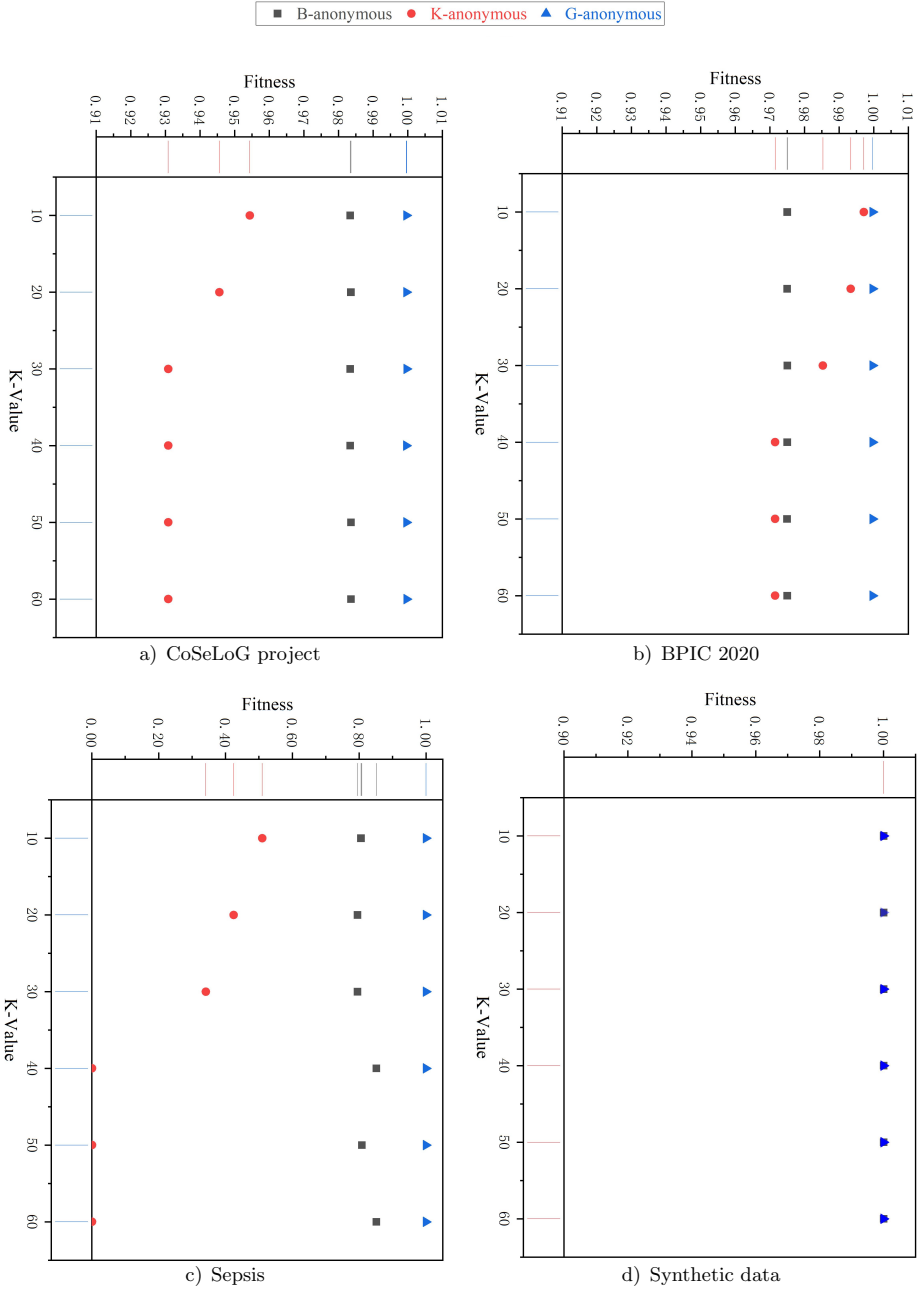 B-anonymous K-anonymous G-anonymous
Fitness
0.91 0.92 0.93 0.94 0.95 0.96 0.97 0.98 0.99 1.00 1.01
10
20
30
40
50
60
K-Value
a) CoSeLoG project
Fitness
0.91 0.92 0.93 0.94 0.95 0.96 0.97 0.98 0.99 1.00 1.01
10
20
30
40
50
60
K-Value
b) BPIC 2020
Fitness
0.00 0.20 0.40 0.60 0.80 1.00
10
20
30
40
50
60
K-Value
c) Sepsis
Fitness
0.90 0.92 0.94 0.96 0.98 1.00
10
20
30
40
50
60
K-Value
d) Synthetic data